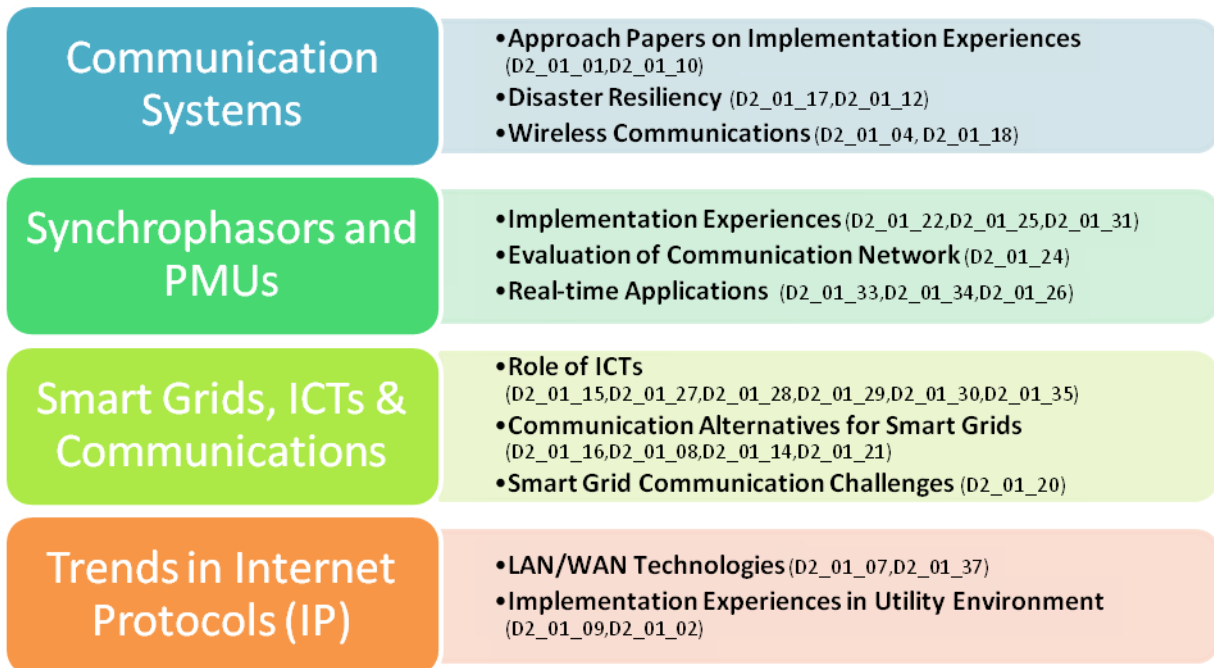 Communication
Systems
•Approach Papers on Implementation Experiences
(D2_01_01,D2_01_10)
•Disaster Resiliency (D2_01_17,D2_01_12)
•Wireless Communications(D2_01_04, D2_01_18)
Synchrophasors and
PMUs
•Implementation Experiences(D2_01_22,D2_01_25,D2_01_31)
•Evaluation of Communication Network(D2_01_24)
•Real-time Applications (D2_01_33,D2_01_34,D2_01_26)
Smart Grids, ICTs &
Communications
•Role of ICTs
(D2_01_15,D2_01_27,D2_01_28,D2_01_29,D2_01_30,D2_01_35)
•Communication Alternatives for Smart Grids
(D2_01_16,D2_01_08,D2_01_14,D2_01_21)
•Smart Grid Communication Challenges (D2_01_20)
Trends in Internet
Protocols (IP)
•LAN/WAN Technologies(D2_01_07,D2_01_37)
•Implementation Experiences in Utility Environment
(D2_01_09,D2_01_02)